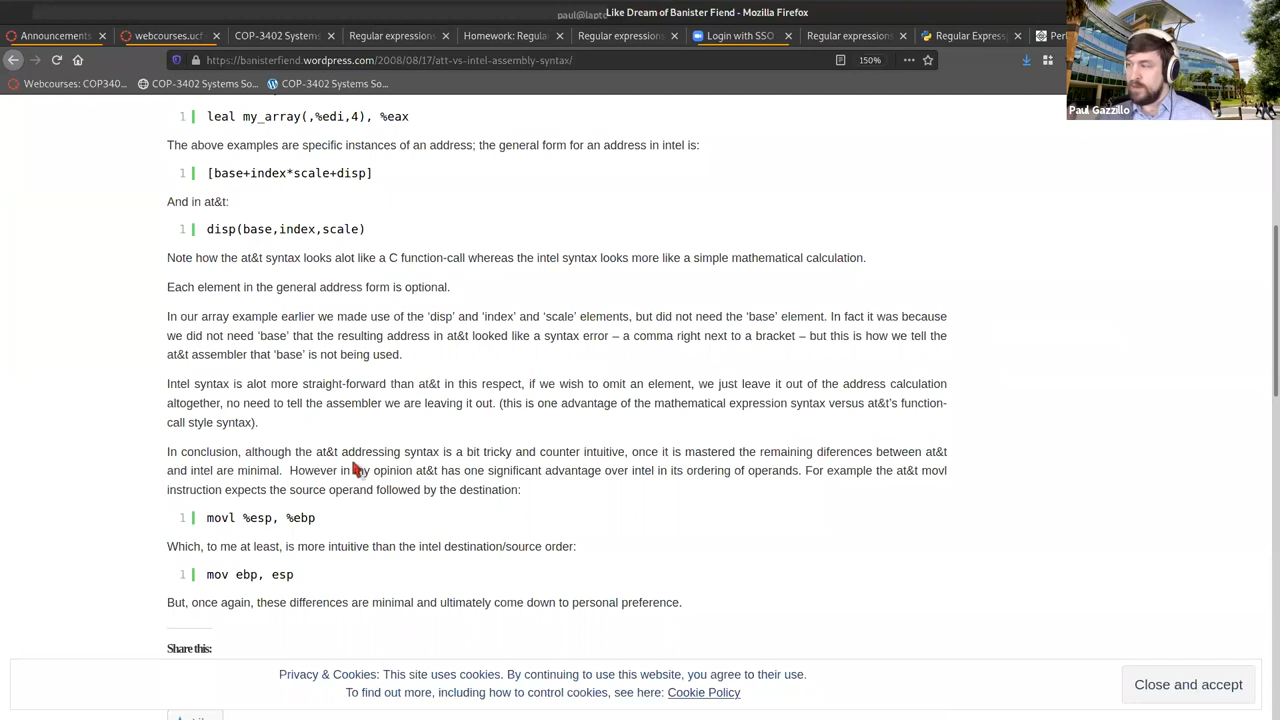 paul@lapto
Like Dream of Banister Fiend - Mozilla Firefox
Announcements
webcourses.ucf
COP-3402 Systems
Regular expressions
Homework: Regular
Regular expressions
Login with SSO
Regular expressions
Regular Express
Perl
https://banisterfiend.wordpress.com/2008/08/17/att-vs-intel-assembly-syntax/
150%
Webcourses: COP340...
COP-3402 Systems So...
COP-3402 Systems So...
Paul Gazzillo
1 leal my_array(,%edi,4), %eax
The above examples are specific instances of an address; the general form for an address in intel is:
1 [base+index*scale+disp]
And in at&t:
1 disp(base,index,scale)
Note how the at&t syntax looks alot like a C function-call whereas the intel syntax looks more like a simple mathematical calculation.
Each element in the general address form is optional.
In our array example earlier we made use of the ‘disp’ and ‘index’ and ‘scale’ elements, but did not need the ‘base’ element. In fact it was because
we did not need ‘base’ that the resulting address in at&t looked like a syntax error – a comma right next to a bracket – but this is how we tell the
at&t assembler that ‘base’ is not being used.
Intel syntax is alot more straight-forward than at&t in this respect, if we wish to omit an element, we just leave it out of the address calculation
altogether, no need to tell the assembler we are leaving it out. (this is one advantage of the mathematical expression syntax versus at&t’s function-
call style syntax).
In conclusion, although the at&t addressing syntax is a bit tricky and counter intuitive, once it is mastered the remaining diferences between at&t
and intel are minimal. However in my opinion at&t has one significant advantage over intel in its ordering of operands. For example the at&t movl
instruction expects the source operand followed by the destination:
1 movl %esp, %ebp
Which, to me at least, is more intuitive than the intel destination/source order:
1 mov ebp, esp
But, once again, these differences are minimal and ultimately come down to personal preference.
Share this:
Privacy & Cookies: This site uses cookies. By continuing to use this website, you agree to their use.
To find out more, including how to control cookies, see here: Cookie Policy
Close and accept